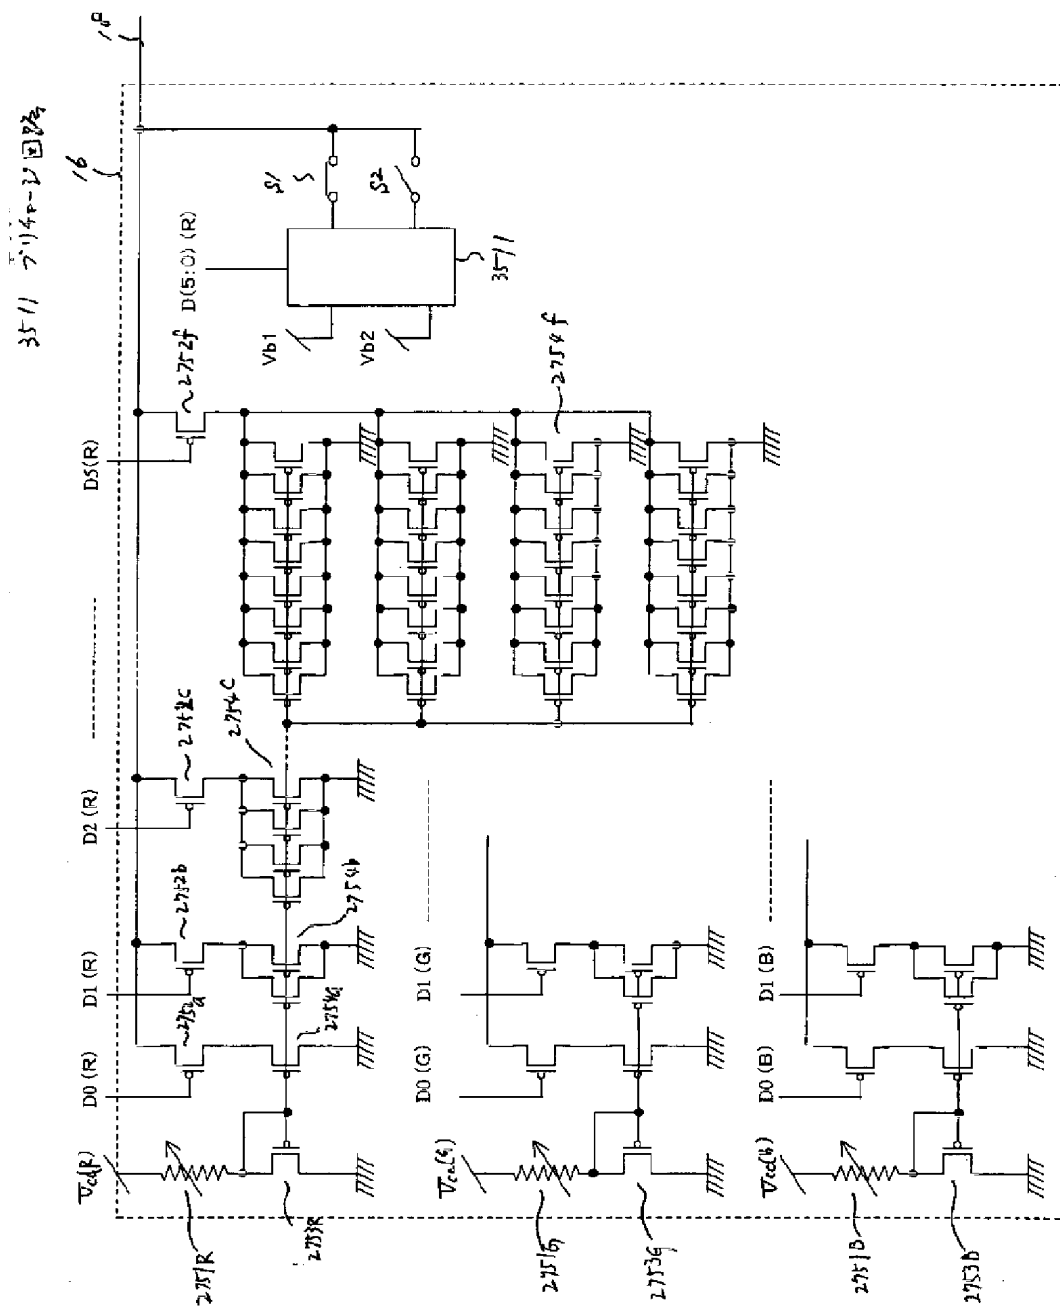 3511 プリチャージ回路
16
18
D5(R)
2752f
D(5:0)(R)
S1
S
S2
3511
Vb1
Vb2
2754f
D2(R)
2752c
2754C
D1(R)
2752b
2754b
D0(R)
2752a
2754a
Vcc(R)
2751R
2753R
D1(G)
D0(G)
Vcc(G)
2751G
2753G
D1(B)
D0(B)
2751B
2753B